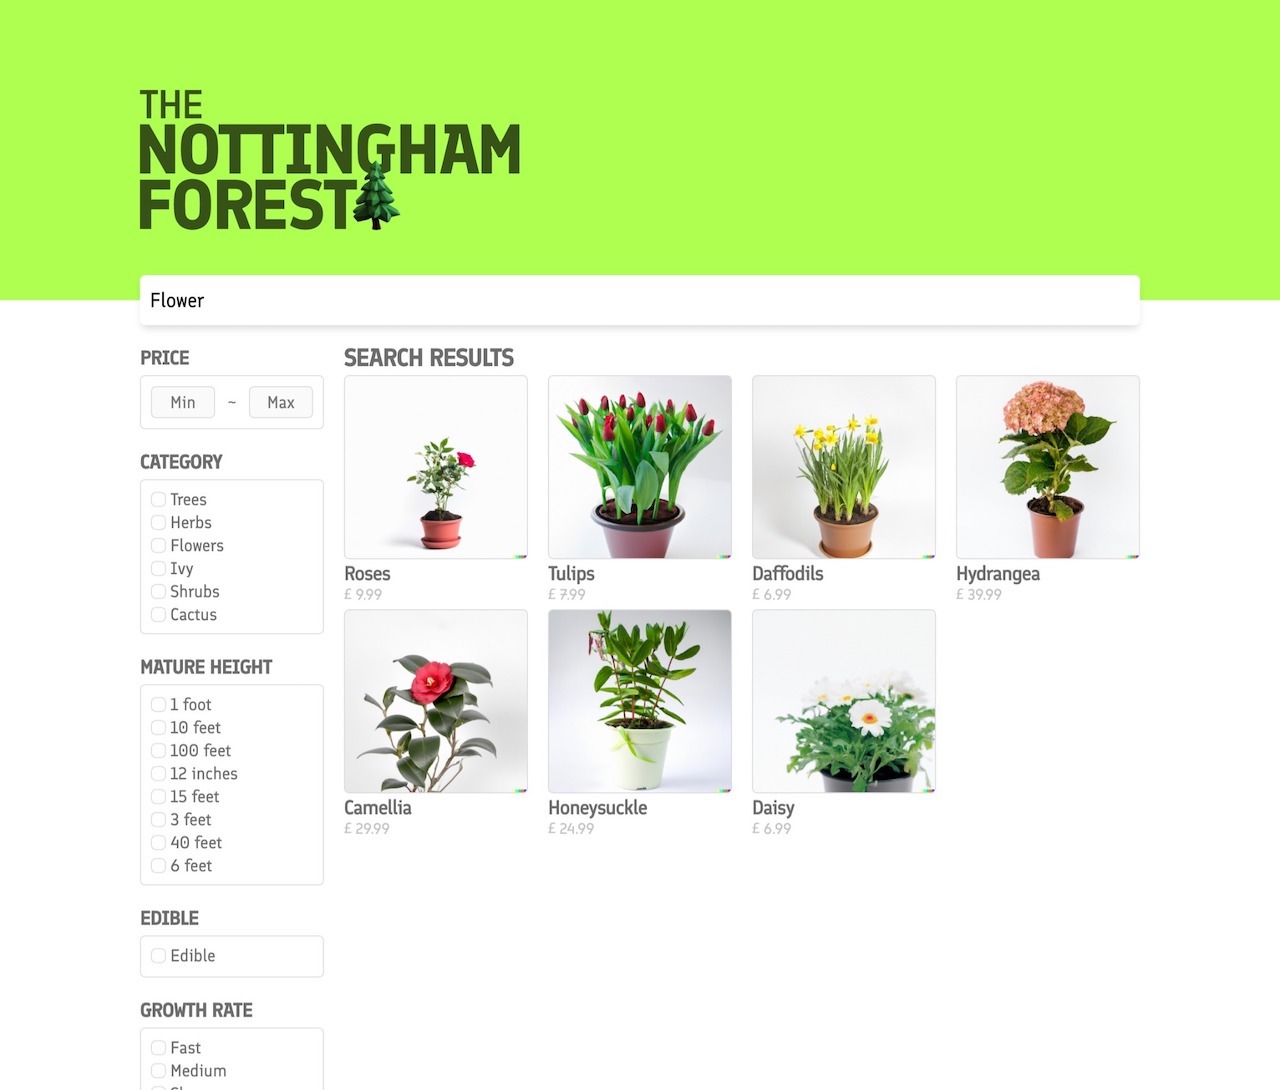 THE
NOTTINGHAM
FOREST
Flower
PRICE
Min ~ Max
CATEGORY
Trees
Herbs
Flowers
Ivy
Shrubs
Cactus
MATURE HEIGHT
1 foot
10 feet
100 feet
12 inches
15 feet
3 feet
40 feet
6 feet
EDIBLE
Edible
GROWTH RATE
Fast
Medium
SEARCH RESULTS
Roses
£ 9.99
Tulips
£ 7.99
Daffodils
£ 6.99
Hydrangea
£ 39.99
Camellia
£ 29.99
Honeysuckle
£ 24.99
Daisy
£ 6.99